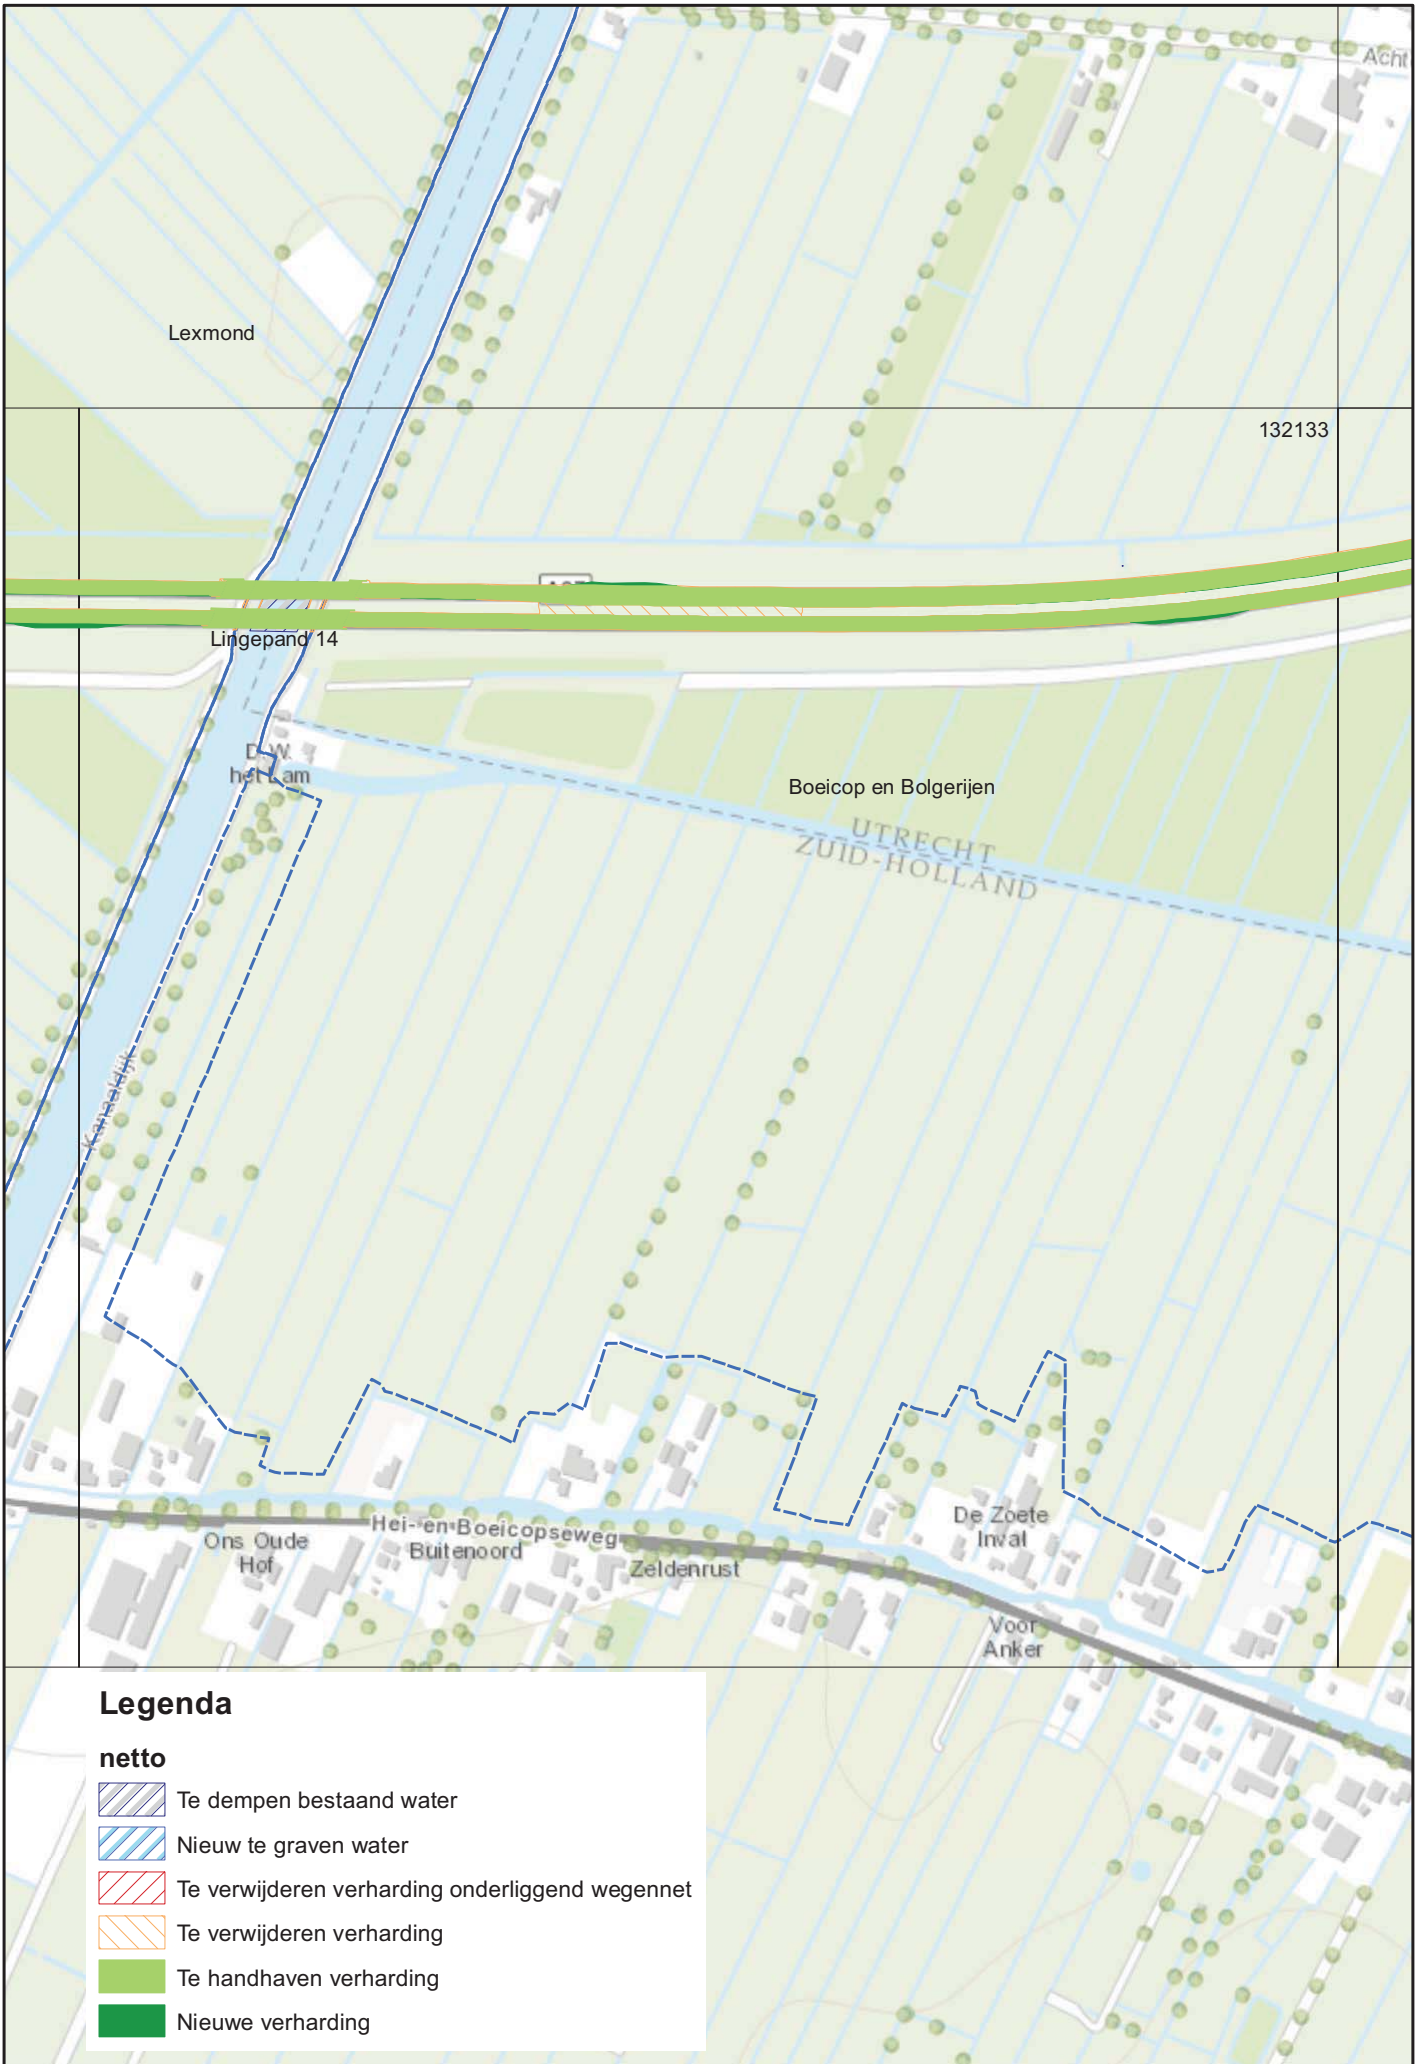 Acht
Lexmond
132133
Lingepand 14
D.W.
het Lam
Boeicop en Bolgerijen
UTRECHT
ZUID-HOLLAND
Kanaaldijk
De Zoete
Inval
Hei- en Boeicopseweg
Ons Oude
Hof
Buitenoord
Zeldenrust
Voor
Anker
Legenda
netto
Te dempen bestaand water
Nieuw te graven water
Te verwijderen verharding onderliggend wegennet
Te verwijderen verharding
Te handhaven verharding
Nieuwe verharding